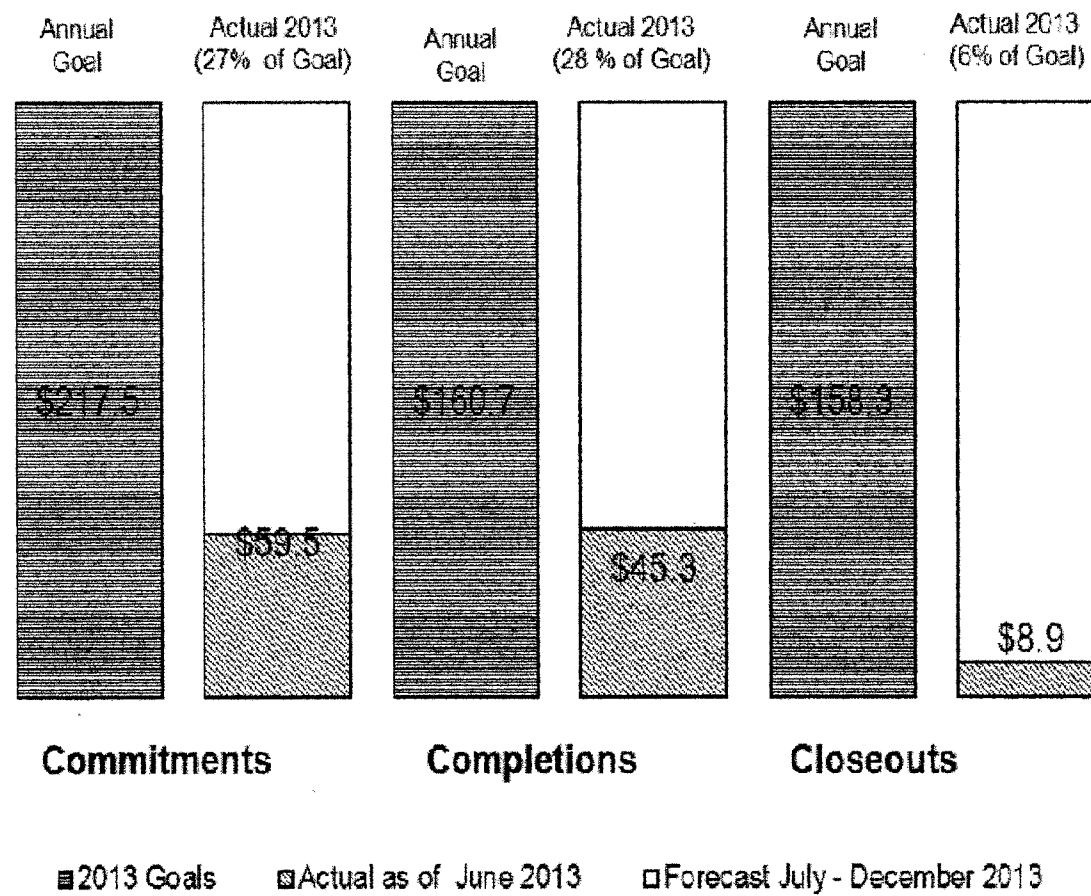 Annual
Goal
Actual 2013
(27% of Goal)
Annual
Goal
Actual 2013
(28 % of Goal)
Annual
Goal
Actual 2013
(6% of Goal)
$217.5
$59.5
$160.7
$45.3
$158.3
$8.9
Commitments
Completions
Closeouts
2013 Goals
Actual as of June 2013
Forecast July - December 2013